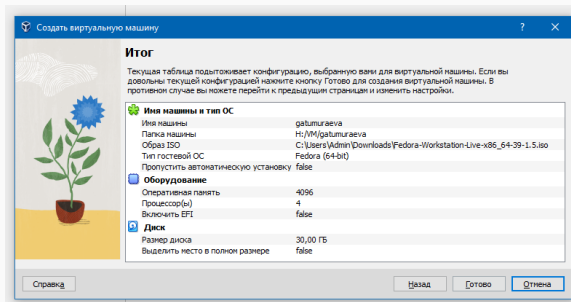 Создать виртуальную машину
Итог
Текущая таблица подытоживает конфигурацию, выбранную вами для виртуальной машины. Если вы
довольны текущей конфигурацией нажмите кнопку Готово для создания виртуальной машины. В
противном случае вы можете перейти к предыдущим страницам и изменить настройки.
Имя машины и тип ОС
Имя машины gatumuraeva
Папка машины H:/VM/gatumuraeva
Образ ISO C:\Users\Admin\Downloads\Fedora-Workstation-Live-x86_64-39-1.5.iso
Тип гостевой ОС Fedora (64-bit)
Пропустить автоматическую установку false
Оборудование
Оперативная память 4096
Процессор(ы) 4
Включить EFI false
Диск
Размер диска 30,00 ГБ
Выделить место в полном размере false
Справка Назад Готово Отмена